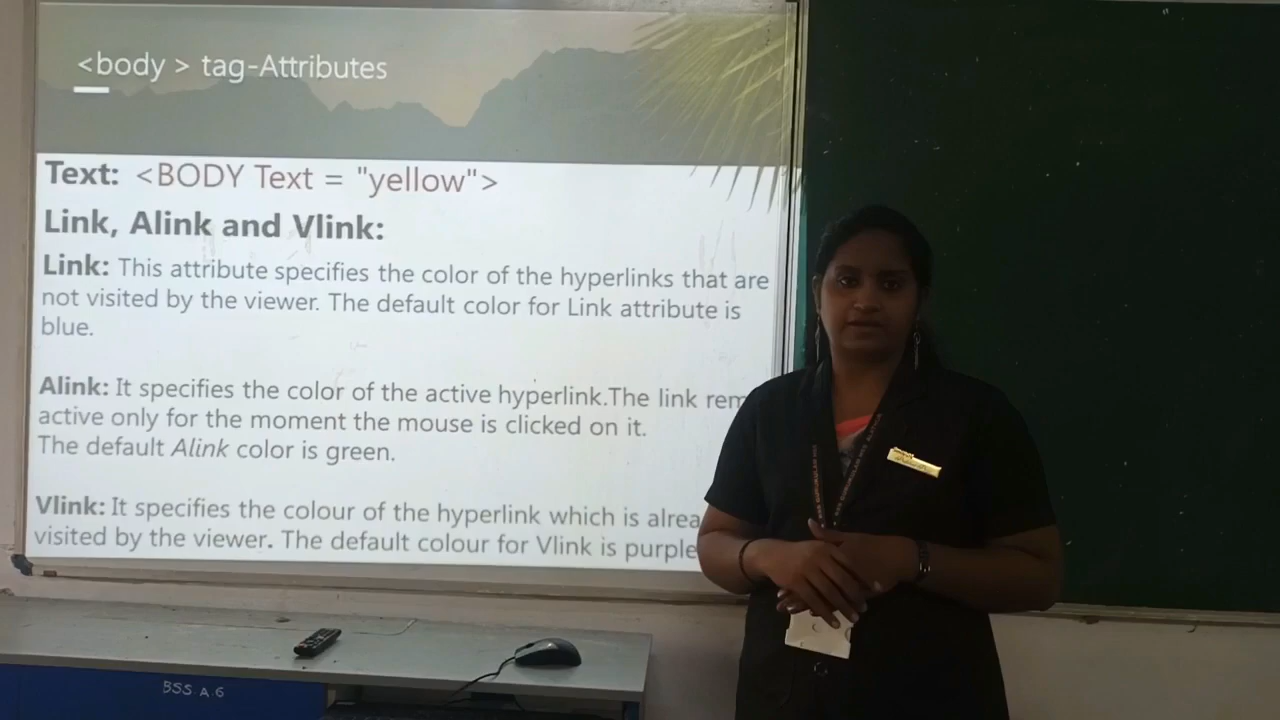 <body > tag-Attributes
Text: <BODY Text = "yellow">
Link, Alink and Vlink:
Link: This attribute specifies the color of the hyperlinks that are
not visited by the viewer. The default color for Link attribute is
blue.
Alink: It specifies the color of the active hyperlink.The link rem
active only for the moment the mouse is clicked on it.
The default Alink color is green.
Vlink: It specifies the colour of the hyperlink which is alrea
visited by the viewer. The default colour for Vlink is purple
BSS.A.6